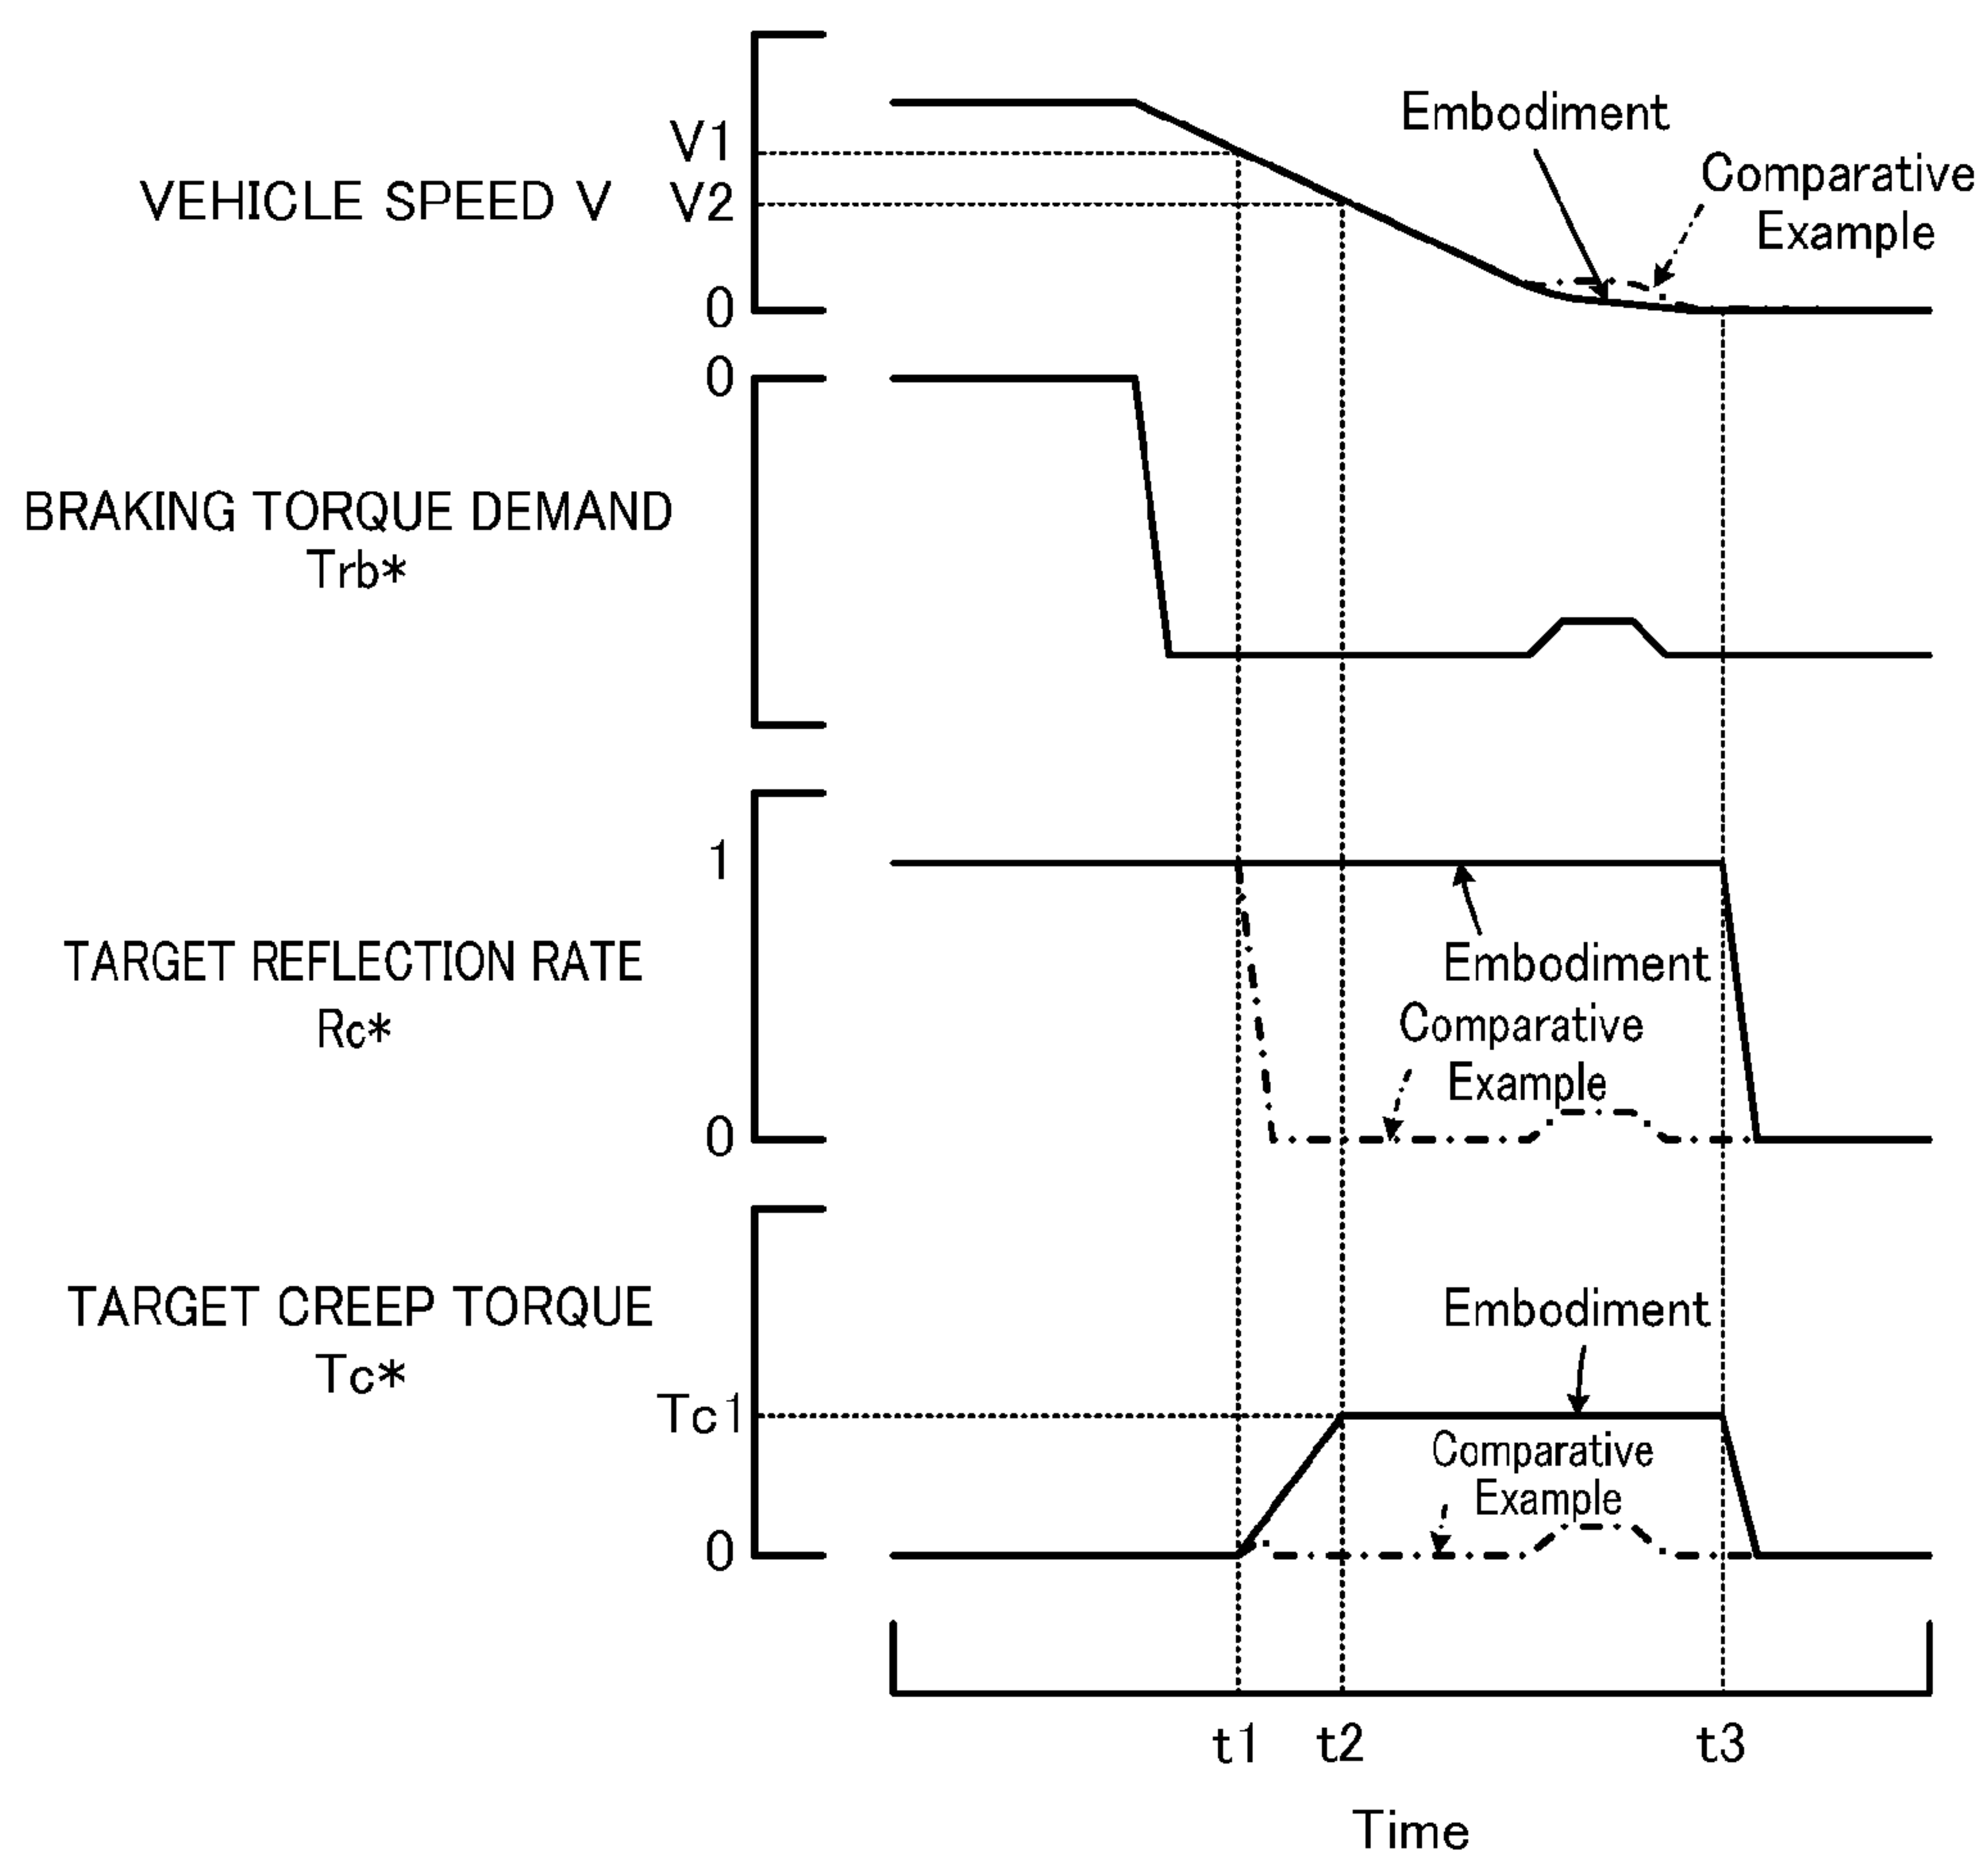 Embodiment
Comparative
Example
V1
VEHICLE SPEED V
V2
0
0
BRAKING TORQUE DEMAND
Trb*
1
TARGET REFLECTION RATE
Rc*
Embodiment
Comparative
Example
0
TARGET CREEP TORQUE
Tc*
Embodiment
Tc1
Comparative
Example
0
t1
t2
t3
Time